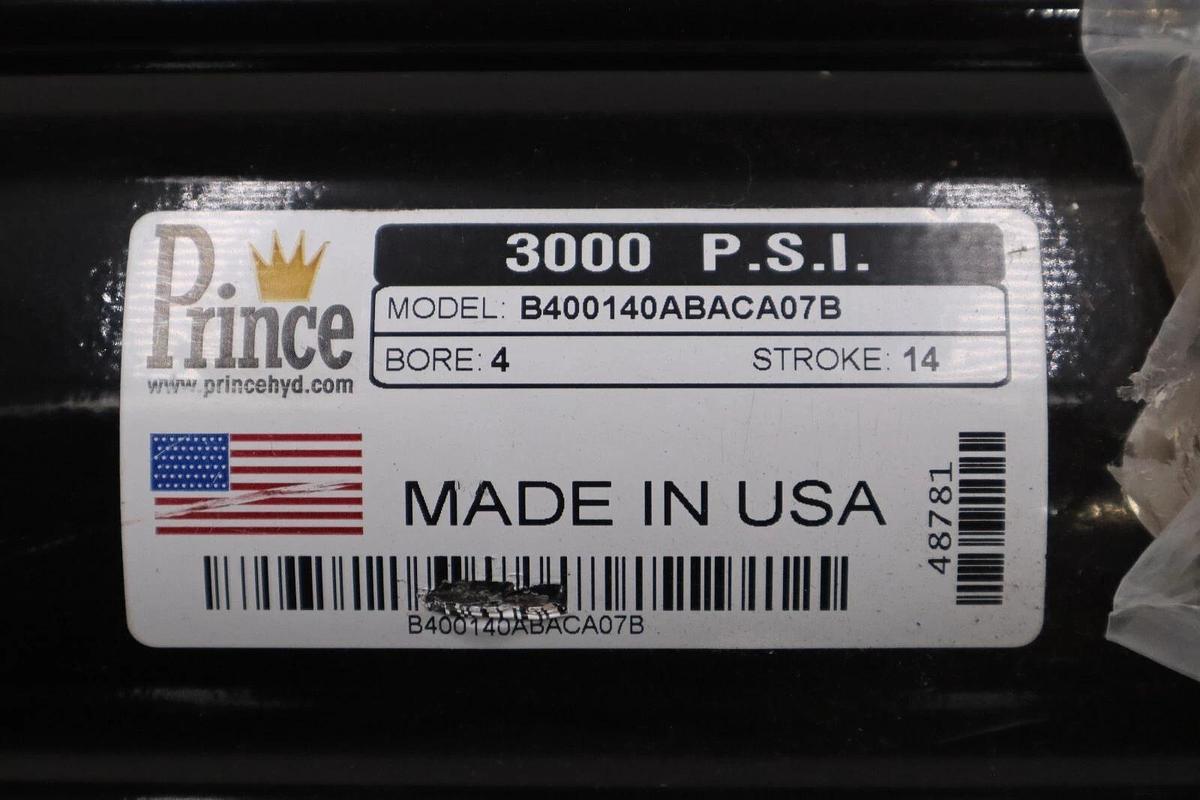 Prince
www.princehyd.com
3000 P.S.I.
MODEL: B400140ABACA07B
BORE: 4 STROKE: 14
MADE IN USA
48781
B400140ABACA07B